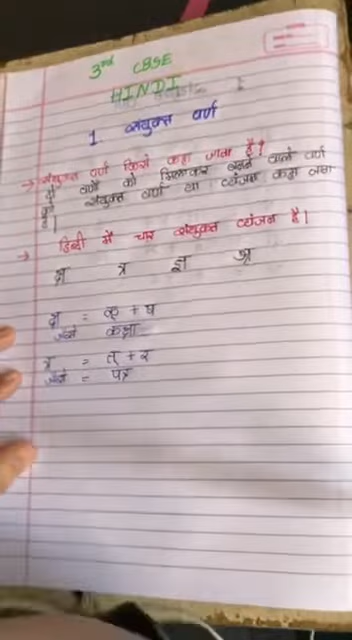 3rd CBSE
HINDI
1. संयुक्त वर्ण
→ संयुक्त वर्ण किसे कहा जाता है?
दो वर्णो को मिलाकर बनने वाले वर्ण
को संयुक्त वर्ण या व्यंजन कहा जाता
है।
→ हिन्दी में चार संयुक्त व्यंजन है।
क्ष त्र ज्ञ श्र
क्ष = क् + ष
जैसे कक्षा
त्र = त् + र
जैसे = पत्र